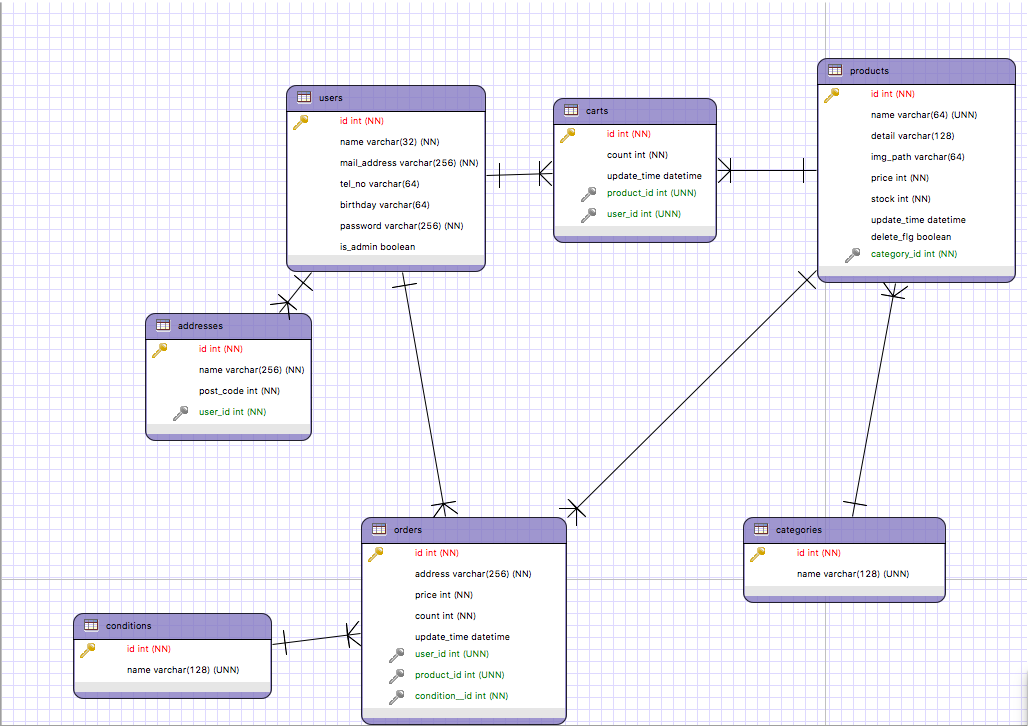 users
id int (NN)
name varchar(32) (NN)
mail_address varchar(256) (NN)
tel_no varchar(64)
birthday varchar(64)
password varchar(256) (NN)
is_admin boolean
carts
id int (NN)
count int (NN)
update_time datetime
product_id int (UNN)
user_id int (UNN)
products
id int (NN)
name varchar(64) (UNN)
detail varchar(128)
img_path varchar(64)
price int (NN)
stock int (NN)
update_time datetime
delete_flg boolean
category_id int (NN)
addresses
id int (NN)
name varchar(256) (NN)
post_code int (NN)
user_id int (NN)
orders
id int (NN)
address varchar(256) (NN)
price int (NN)
count int (NN)
update_time datetime
user_id int (UNN)
product_id int (UNN)
condition__id int (NN)
categories
id int (NN)
name varchar(128) (UNN)
conditions
id int (NN)
name varchar(128) (UNN)